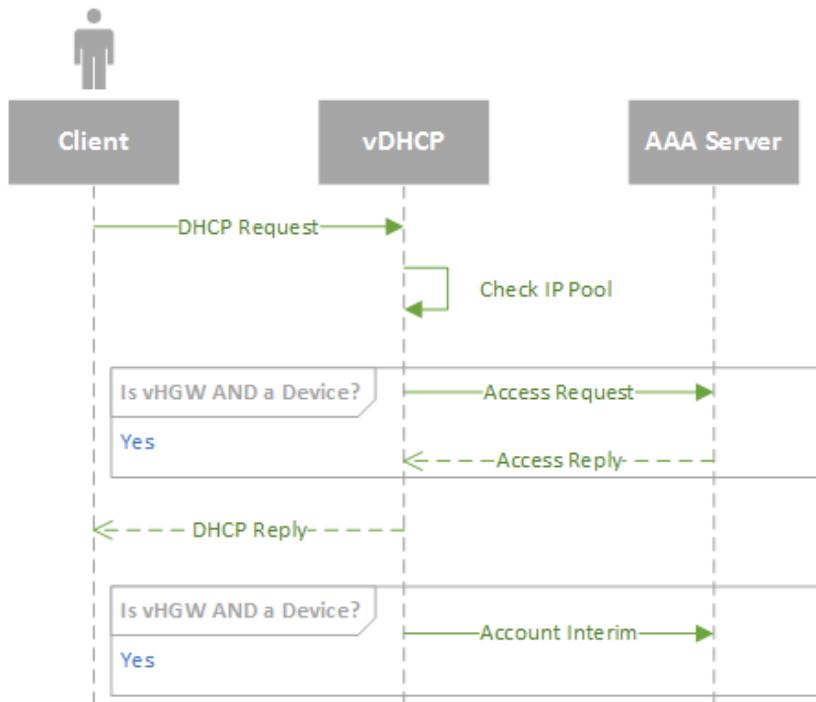 Client
vDHCP
AAA Server
DHCP Request
Check IP Pool
Is vHGW AND a Device?
Access Request
Yes
Access Reply
DHCP Reply
Is vHGW AND a Device?
Account Interim
Yes